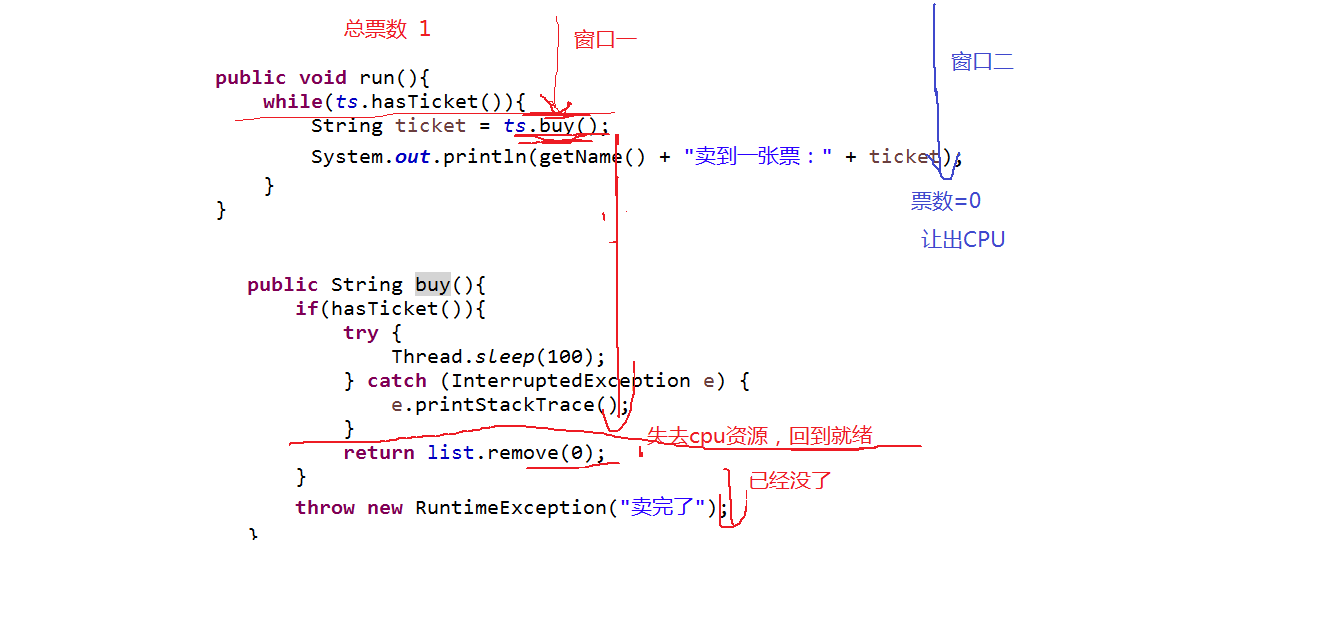 总票数 1
窗口一
窗口二
public void run(){
while(ts.hasTicket()){
String ticket = ts.buy();
System.out.println(getName() + "卖到一张票：" + ticket);
}
}
票数=0
让出CPU
public String buy(){
if(hasTicket()){
try {
Thread.sleep(100);
} catch (InterruptedException e) {
e.printStackTrace();
}
失去cpu资源，回到就绪
return list.remove(0);
}
已经没了
throw new RuntimeException("卖完了");
}